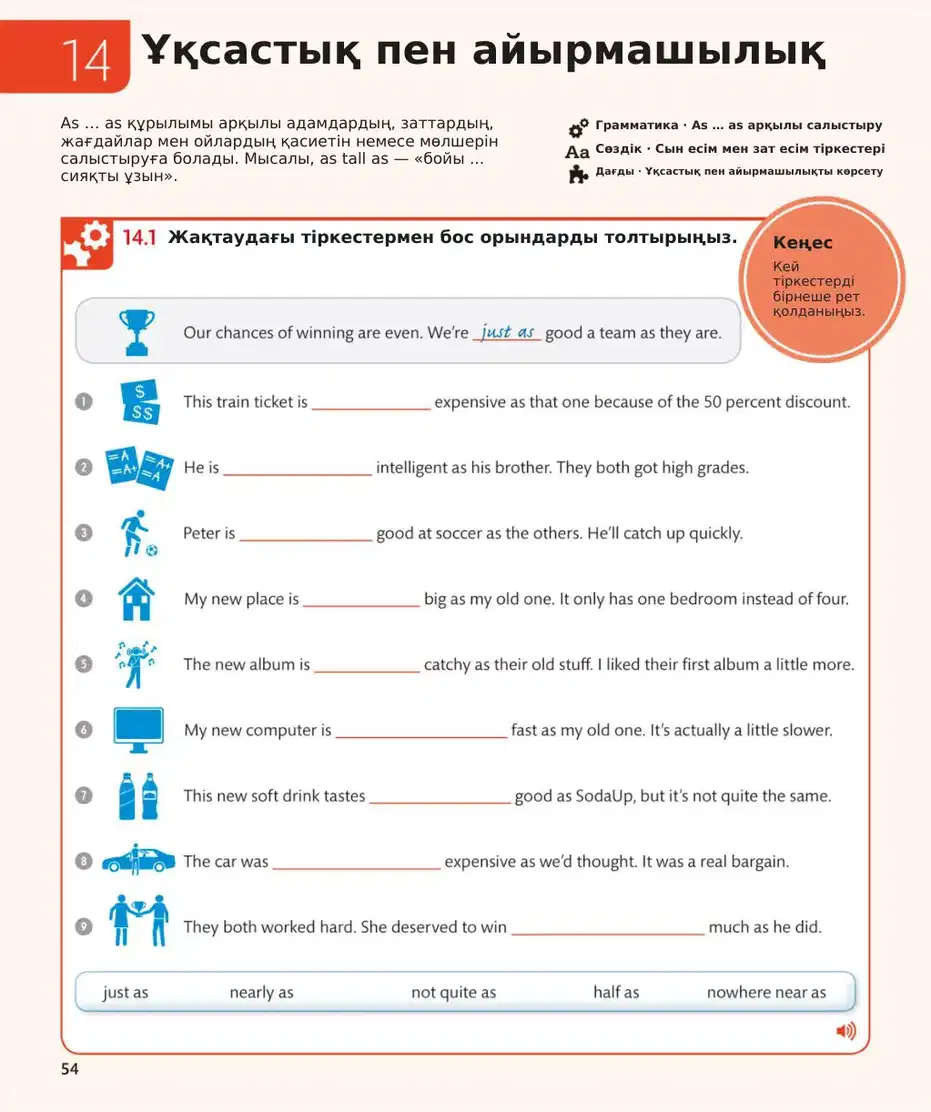 14
Ұқсастық пен айырмашылық
As ... as құрылымы арқылы адамдардың, заттардың,
жағдайлар мен ойлардың қасиетін немесе мөлшерін
салыстыруға болады. Мысалы, as tall as — «бойы ...
сияқты ұзын».
Грамматика · As ... as арқылы салыстыру
Aa Сөздік · Сын есім мен зат есім тіркестері
Дағды · Ұқсастық пен айырмашылықты көрсету
14.1 Жақтаудағы тіркестермен бос орындарды толтырыңыз.
Кеңес
Кей
тіркестерді
бірнеше рет
қолданыңыз.
Our chances of winning are even. We're just as good a team as they are.
1 $ $$ This train ticket is ____ expensive as that one because of the 50 percent discount.
2 =A =A+ =A+ =A He is ____ intelligent as his brother. They both got high grades.
3 Peter is ____ good at soccer as the others. He'll catch up quickly.
4 My new place is ____ big as my old one. It only has one bedroom instead of four.
5 The new album is ____ catchy as their old stuff. I liked their first album a little more.
6 My new computer is ____ fast as my old one. It's actually a little slower.
7 This new soft drink tastes ____ good as SodaUp, but it's not quite the same.
8 The car was ____ expensive as we'd thought. It was a real bargain.
9 They both worked hard. She deserved to win ____ much as he did.
just as nearly as not quite as half as nowhere near as
54